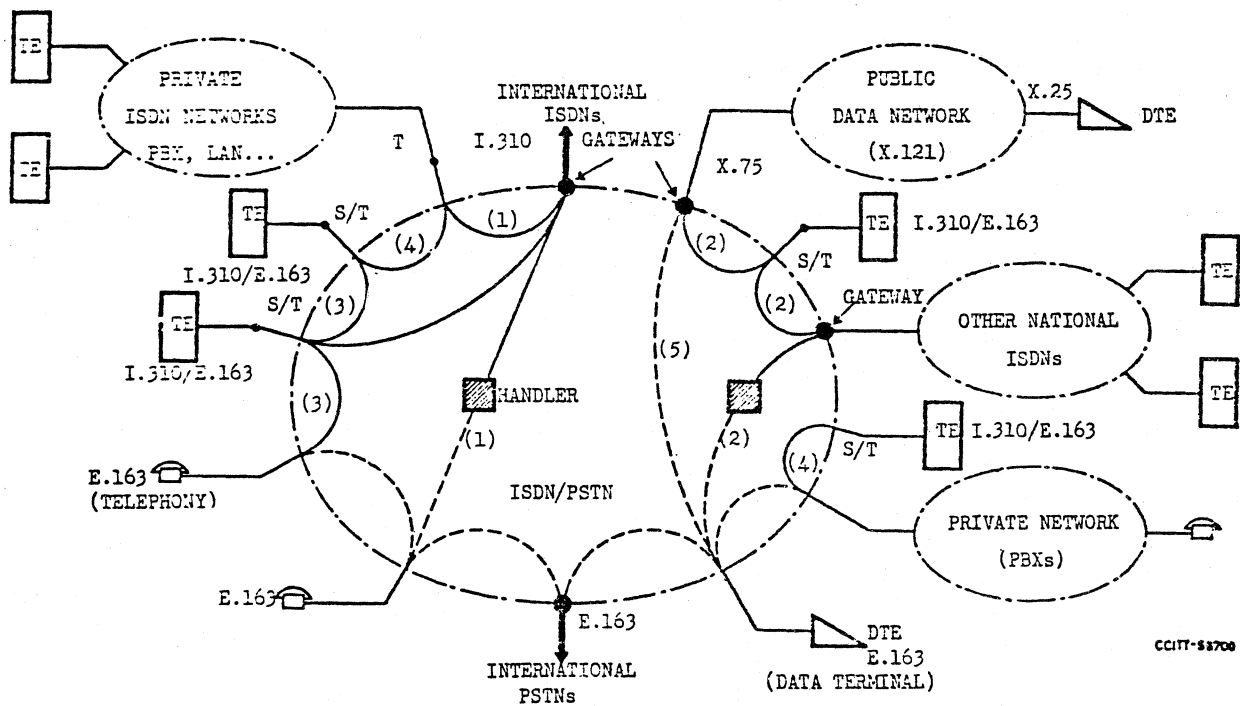 TE
TE
PRIVATE
ISDN NETWORKS
PBX, LAN...
T
INTERNATIONAL
ISDNs
I.310
GATEWAYS
X.75
PUBLIC
DATA NETWORK
(X.121)
X.25
DTE
TE
S/T
I.310/E.163
(4)
(1)
(2)
TE
I.310/E.163
S/T
(3)
S/T
TE
I.310/E.163
(2)
GATEWAY
OTHER NATIONAL
ISDNs
TE
TE
(5)
(3)
HANDLER
(1)
(2)
TE
I.310/E.163
S/T
(4)
E.163
(TELEPHONY)
ISDN/PSTN
PRIVATE NETWORK
(PBXs)
E.163
E.163
INTERNATIONAL
PSTNs
DTE
E.163
(DATA TERMINAL)
CCITT-53700